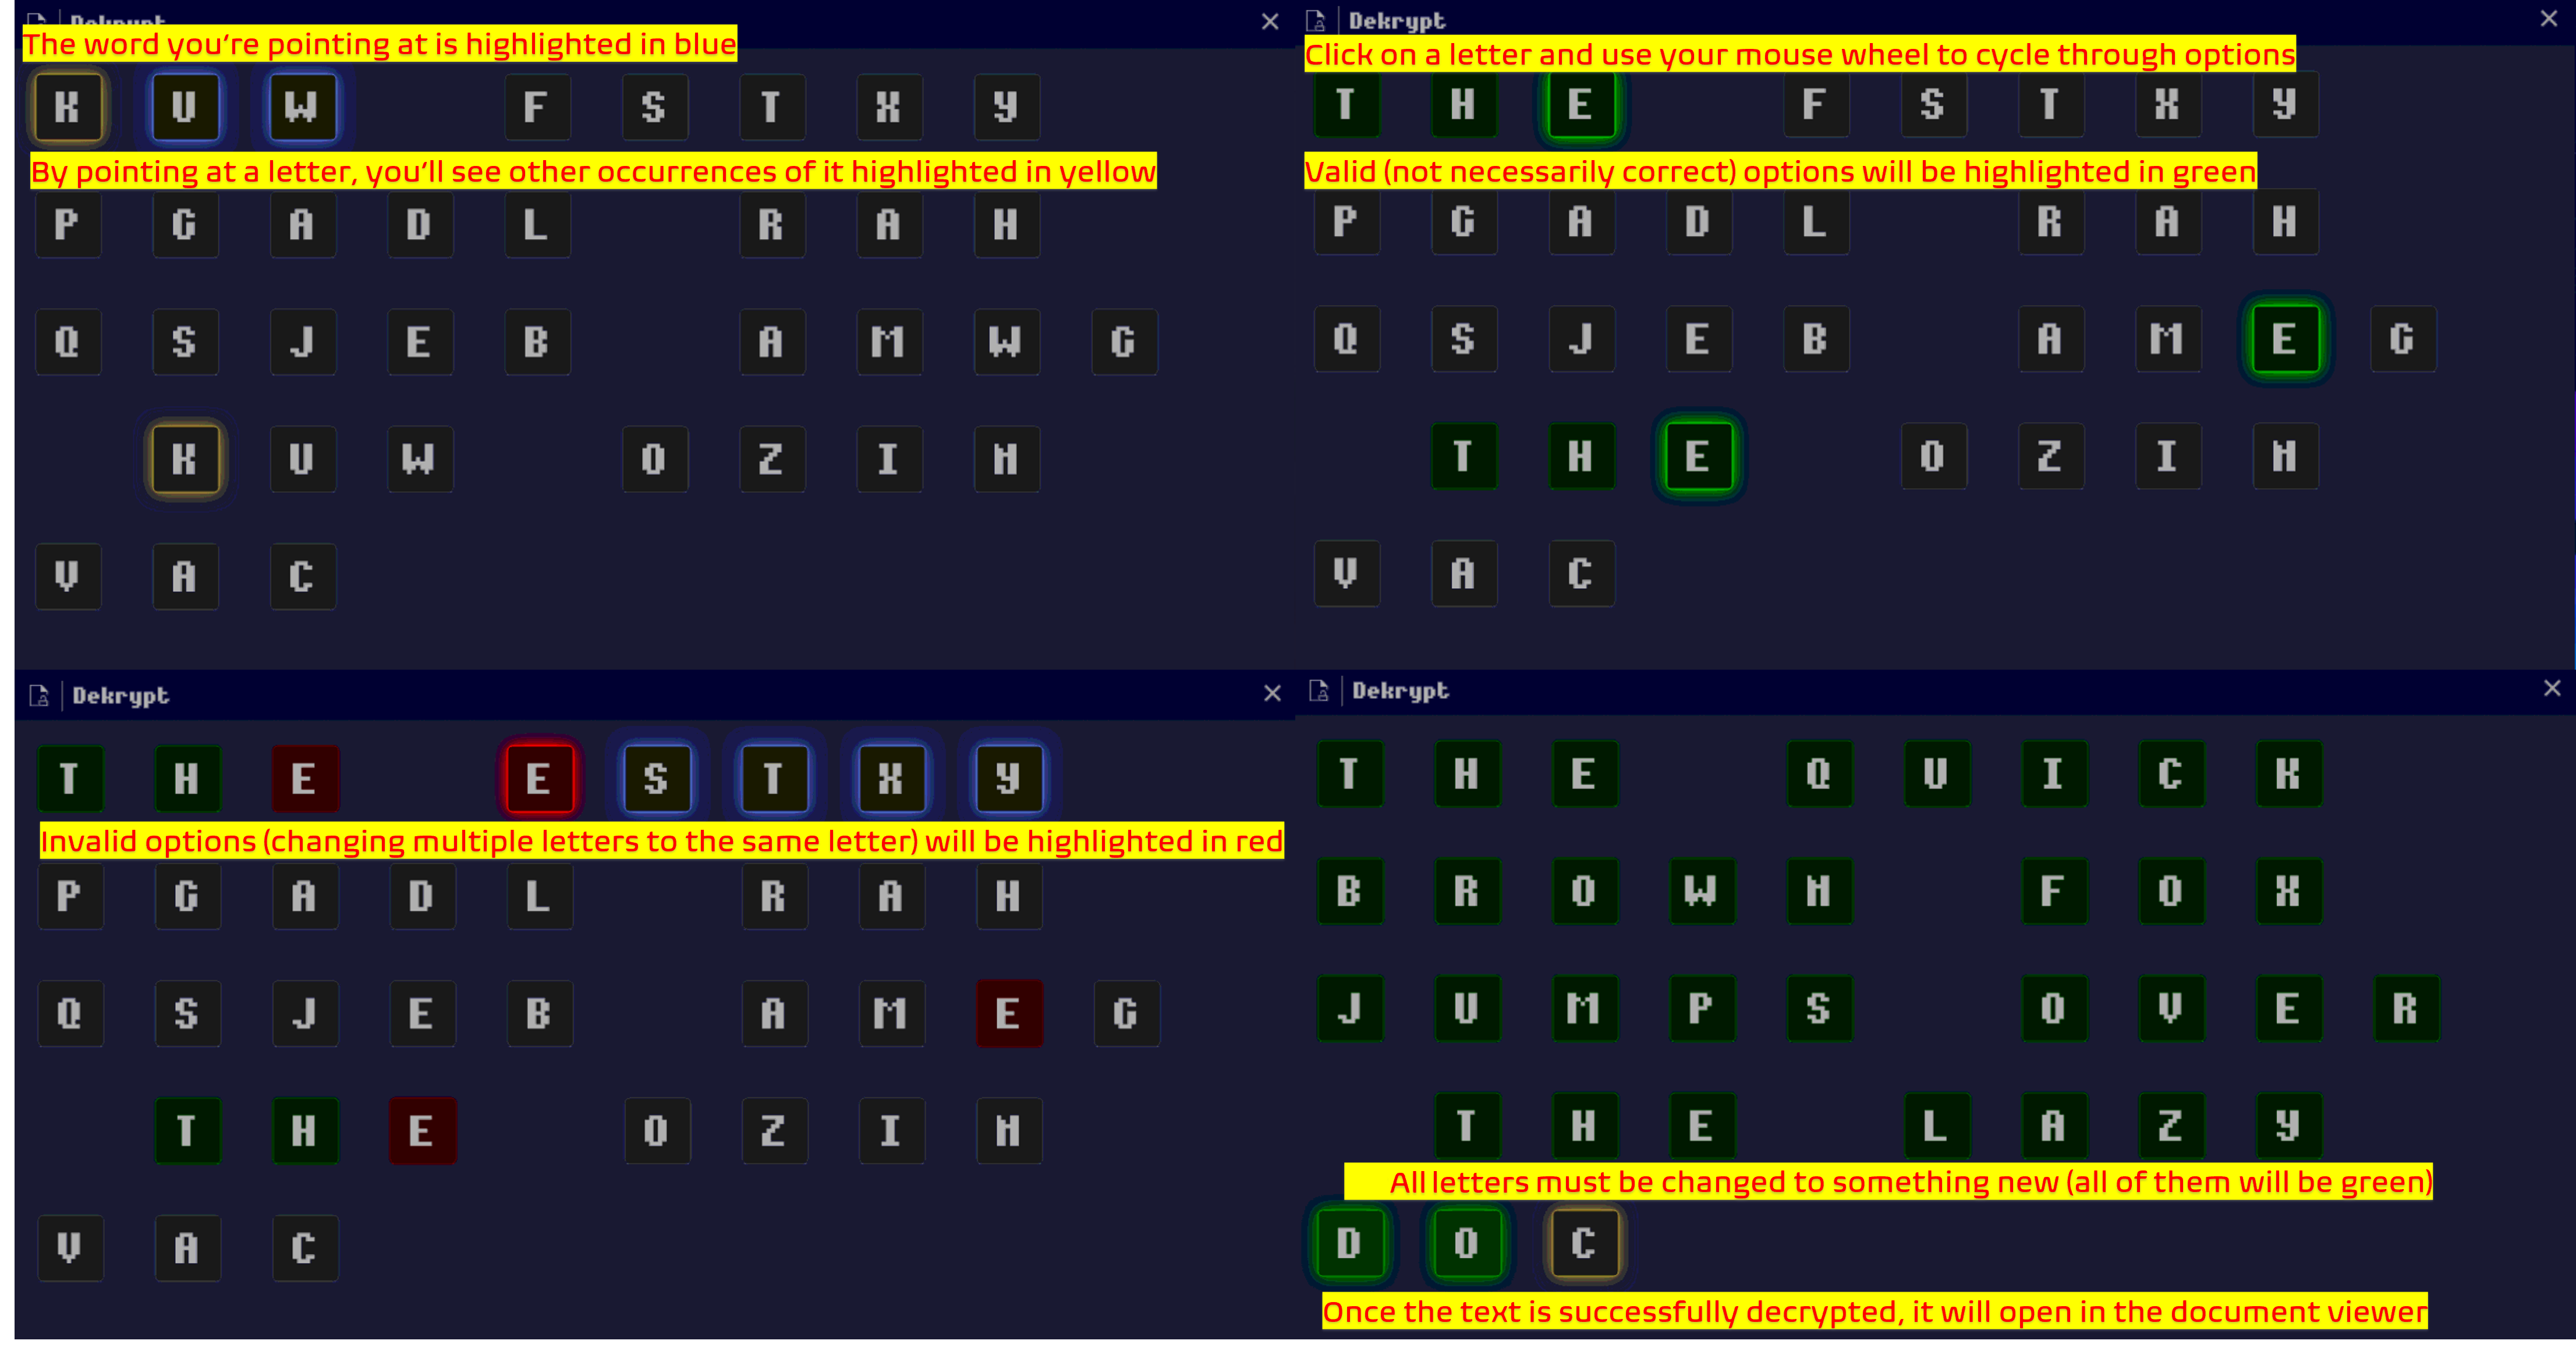 Dekrypt
The word you're pointing at is highlighted in blue
K U W F S T X Y
By pointing at a letter, you'll see other occurrences of it highlighted in yellow
P G A D L R A H
Q S J E B A M W G
K U W O Z I N
V A C
Dekrypt
Click on a letter and use your mouse wheel to cycle through options
T H E F S T X Y
Valid (not necessarily correct) options will be highlighted in green
P G A D L R A H
Q S J E B A M E G
T H E O Z I N
V A C
Dekrypt
T H E E S T X Y
Invalid options (changing multiple letters to the same letter) will be highlighted in red
P G A D L R A H
Q S J E B A M E G
T H E O Z I N
V A C
Dekrypt
T H E Q U I C K
B R O W N F O X
J U M P S O V E R
T H E L A Z Y
All letters must be changed to something new (all of them will be green)
D O C
Once the text is successfully decrypted, it will open in the document viewer